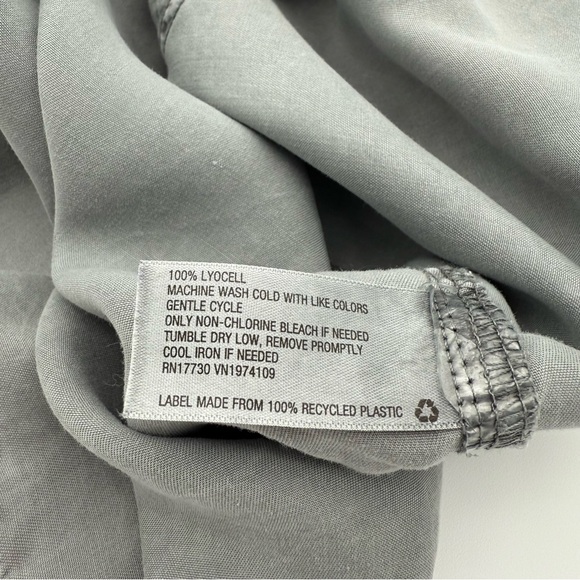 100% LYOCELL
MACHINE WASH COLD WITH LIKE COLORS
GENTLE CYCLE
ONLY NON-CHLORINE BLEACH IF NEEDED
TUMBLE DRY LOW, REMOVE PROMPTLY
COOL IRON IF NEEDED
RN17730 VN1974109
LABEL MADE FROM 100% RECYCLED PLASTIC